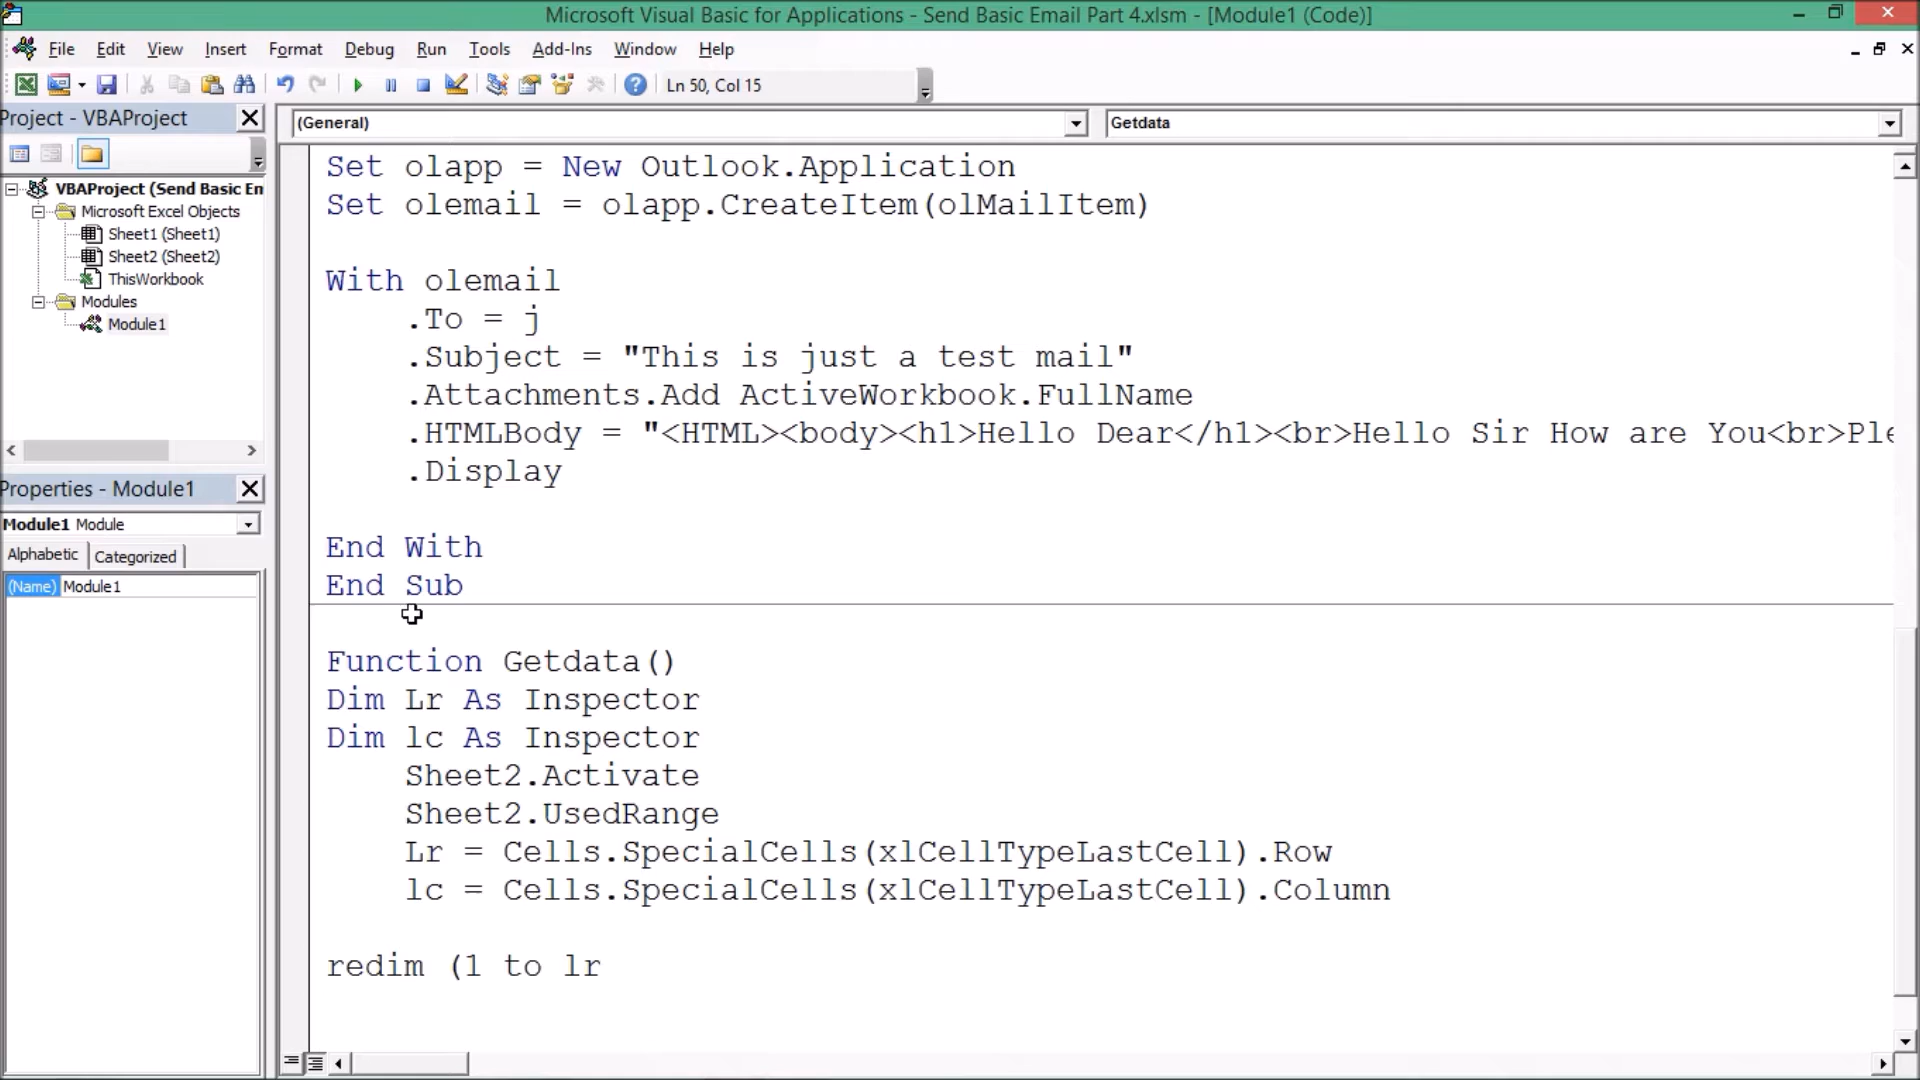 Microsoft Visual Basic for Applications - Send Basic Email Part 4.xlsm - [Module1 (Code)]
File Edit View Insert Format Debug Run Tools Add-Ins Window Help
Ln 50, Col 15
Project - VBAProject
VBAProject (Send Basic En
Microsoft Excel Objects
Sheet1 (Sheet1)
Sheet2 (Sheet2)
ThisWorkbook
Modules
Module1
Properties - Module1
Module1 Module
Alphabetic Categorized
(Name) Module1
(General) Getdata
Set olapp = New Outlook.Application
Set olemail = olapp.CreateItem(olMailItem)
With olemail
.To = j
.Subject = "This is just a test mail"
.Attachments.Add ActiveWorkbook.FullName
.HTMLBody = "<HTML><body><h1>Hello Dear</h1><br>Hello Sir How are You<br>Ple
.Display
End With
End Sub
Function Getdata()
Dim Lr As Inspector
Dim lc As Inspector
Sheet2.Activate
Sheet2.UsedRange
Lr = Cells.SpecialCells(xlCellTypeLastCell).Row
lc = Cells.SpecialCells(xlCellTypeLastCell).Column
redim (1 to lr